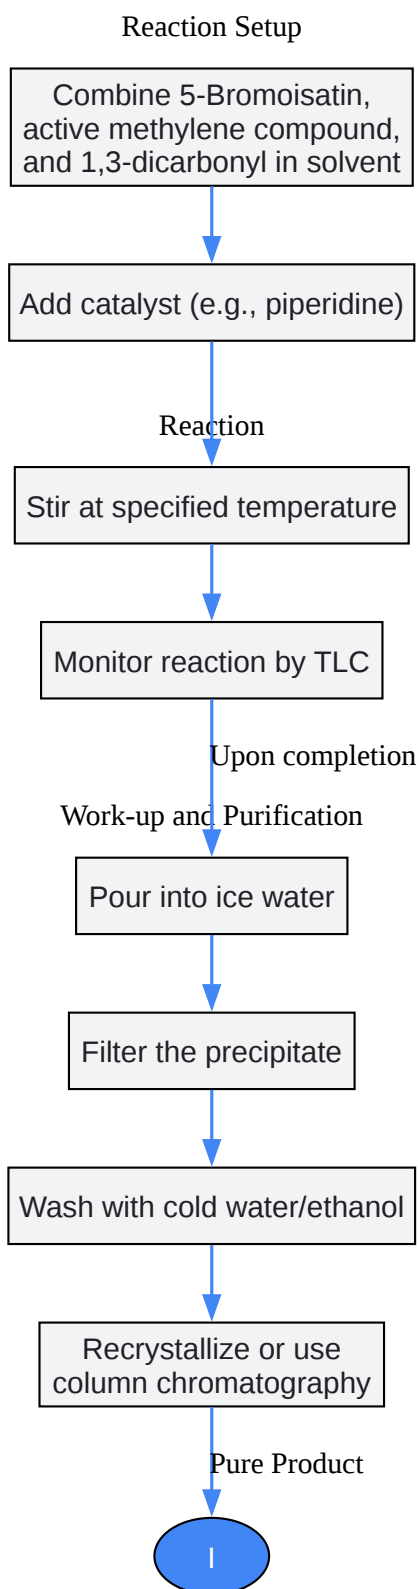 Reaction Setup
Combine 5-Bromoisatin,
active methylene compound,
and 1,3-dicarbonyl in solvent
Add catalyst (e.g., piperidine)
Reaction
Stir at specified temperature
Monitor reaction by TLC
Upon completion
Work-up and Purification
Pour into ice water
Filter the precipitate
Wash with cold water/ethanol
Recrystallize or use
column chromatography
Pure Product
I